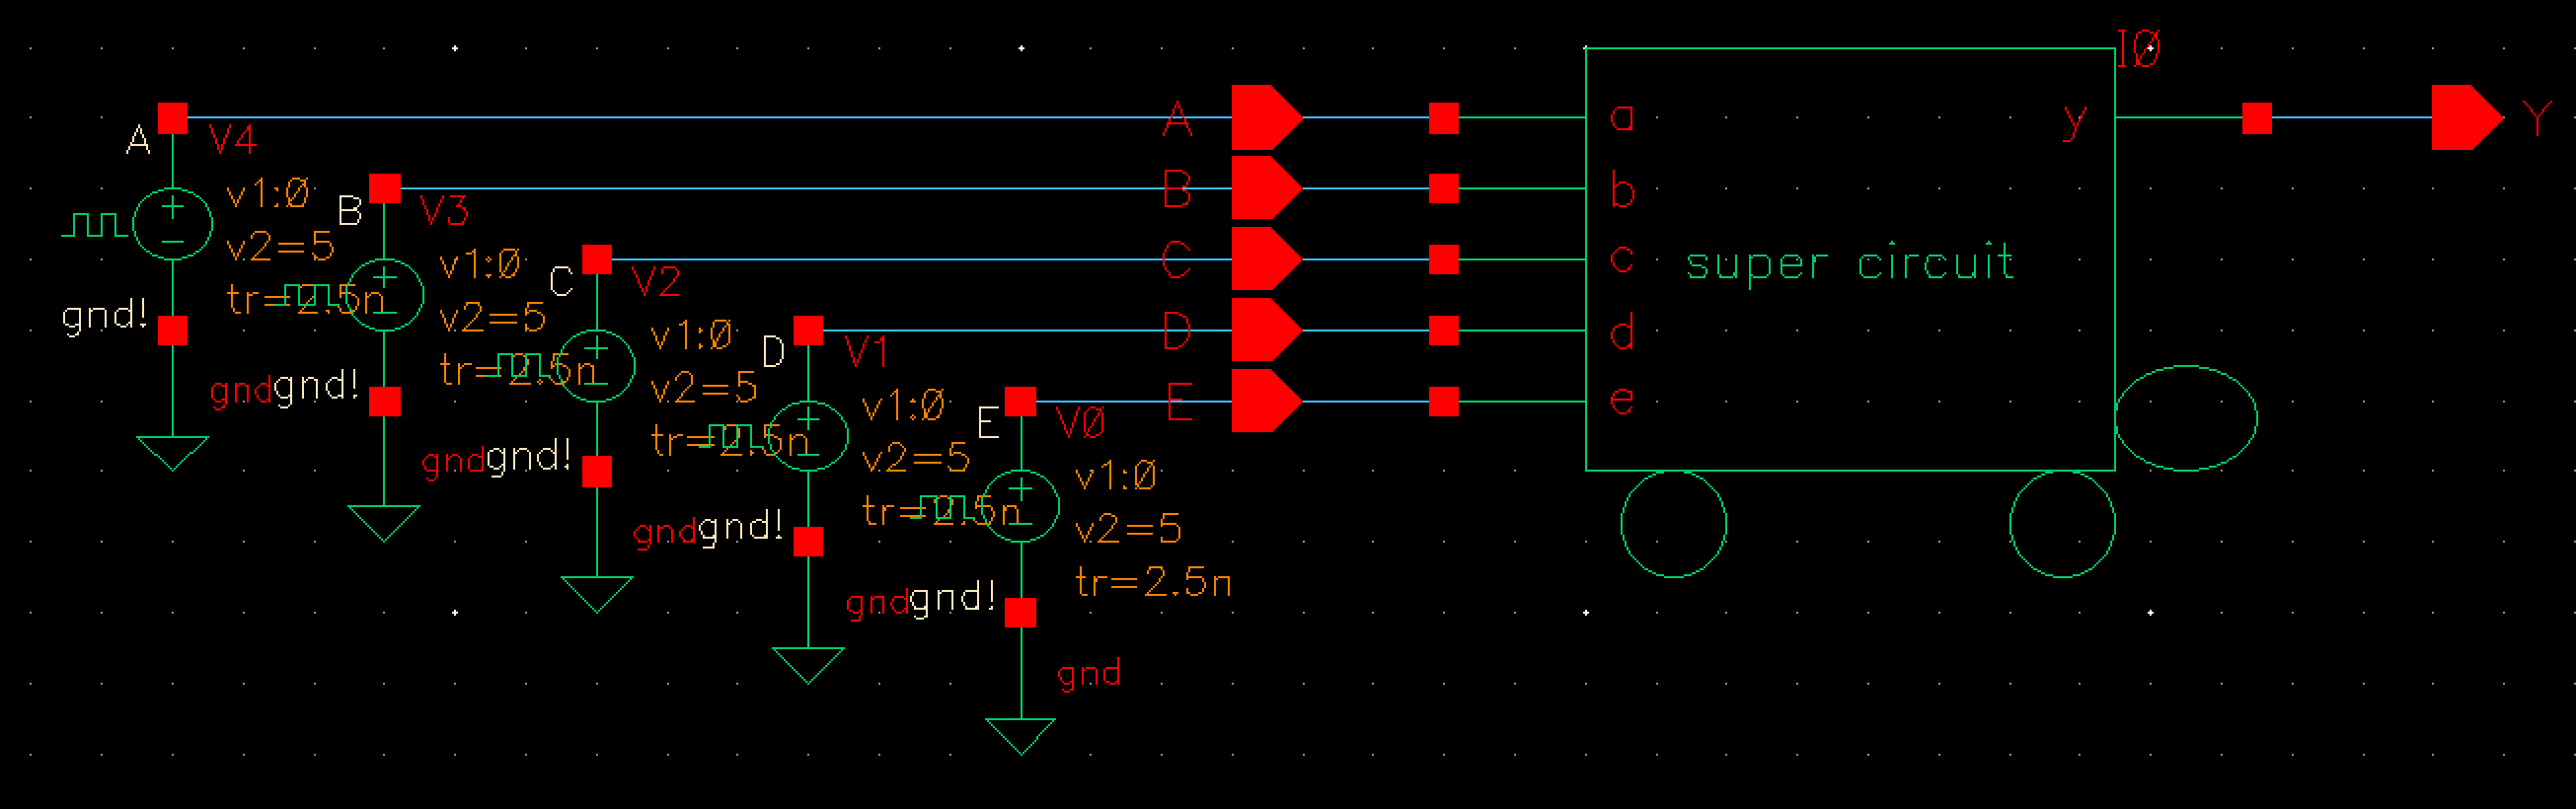 I0
A
V4
v1:0
v2=5
tr=2.5n
gnd!
gnd
B
V3
v1:0
v2=5
tr=2.5n
gnd!
gnd
C
V2
v1:0
v2=5
tr=2.5n
gnd!
gnd
D
V1
v1:0
v2=5
tr=2.5n
gnd!
gnd
E
V0
v1:0
v2=5
tr=2.5n
gnd!
gnd
A
B
C
D
E
a
b
c
d
e
super circuit
y
Y